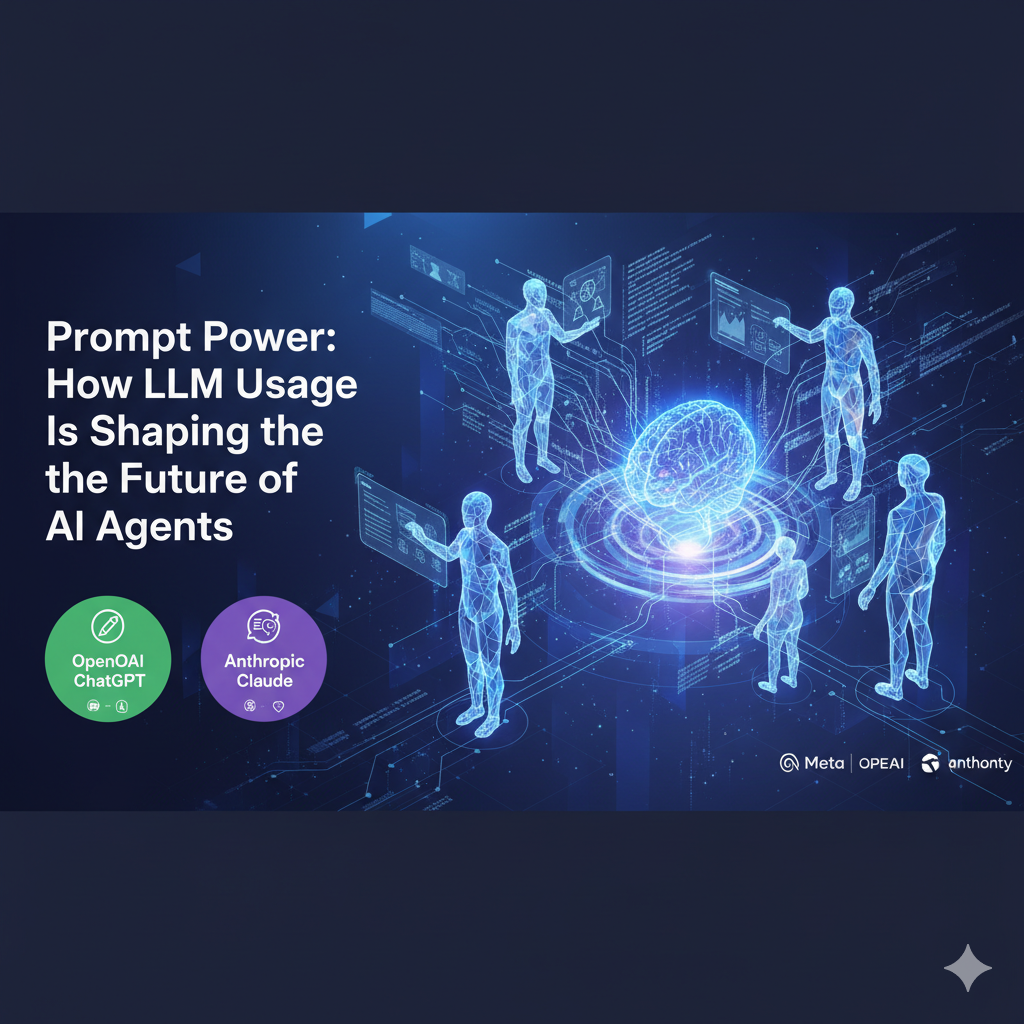 Prompt Power:
How LLM Usage
Is Shaping the
the Future of
AI Agents
OpenOAI
ChatGPT
Anthropic
Claude
Meta | OPEAI anthonty